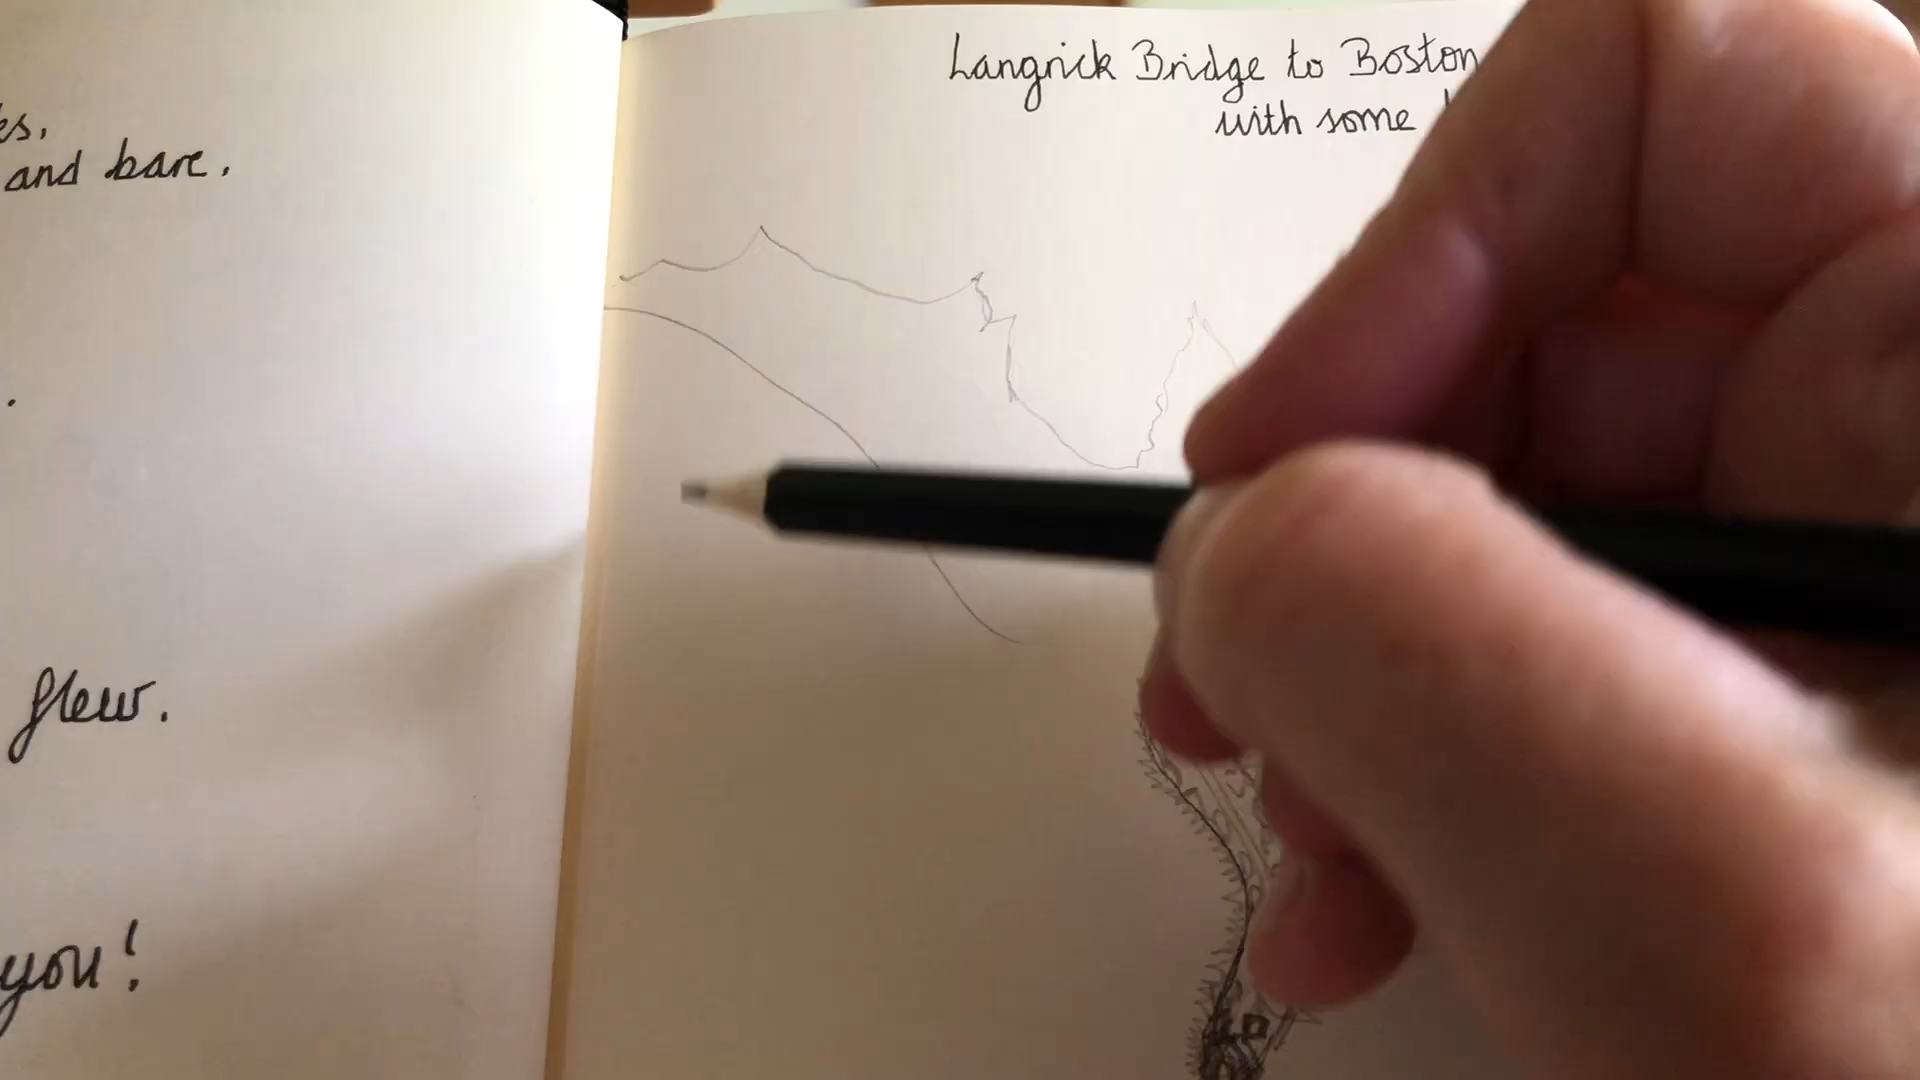 es,
and bare.
flew.
you!
Langrick Bridge to Boston
with some